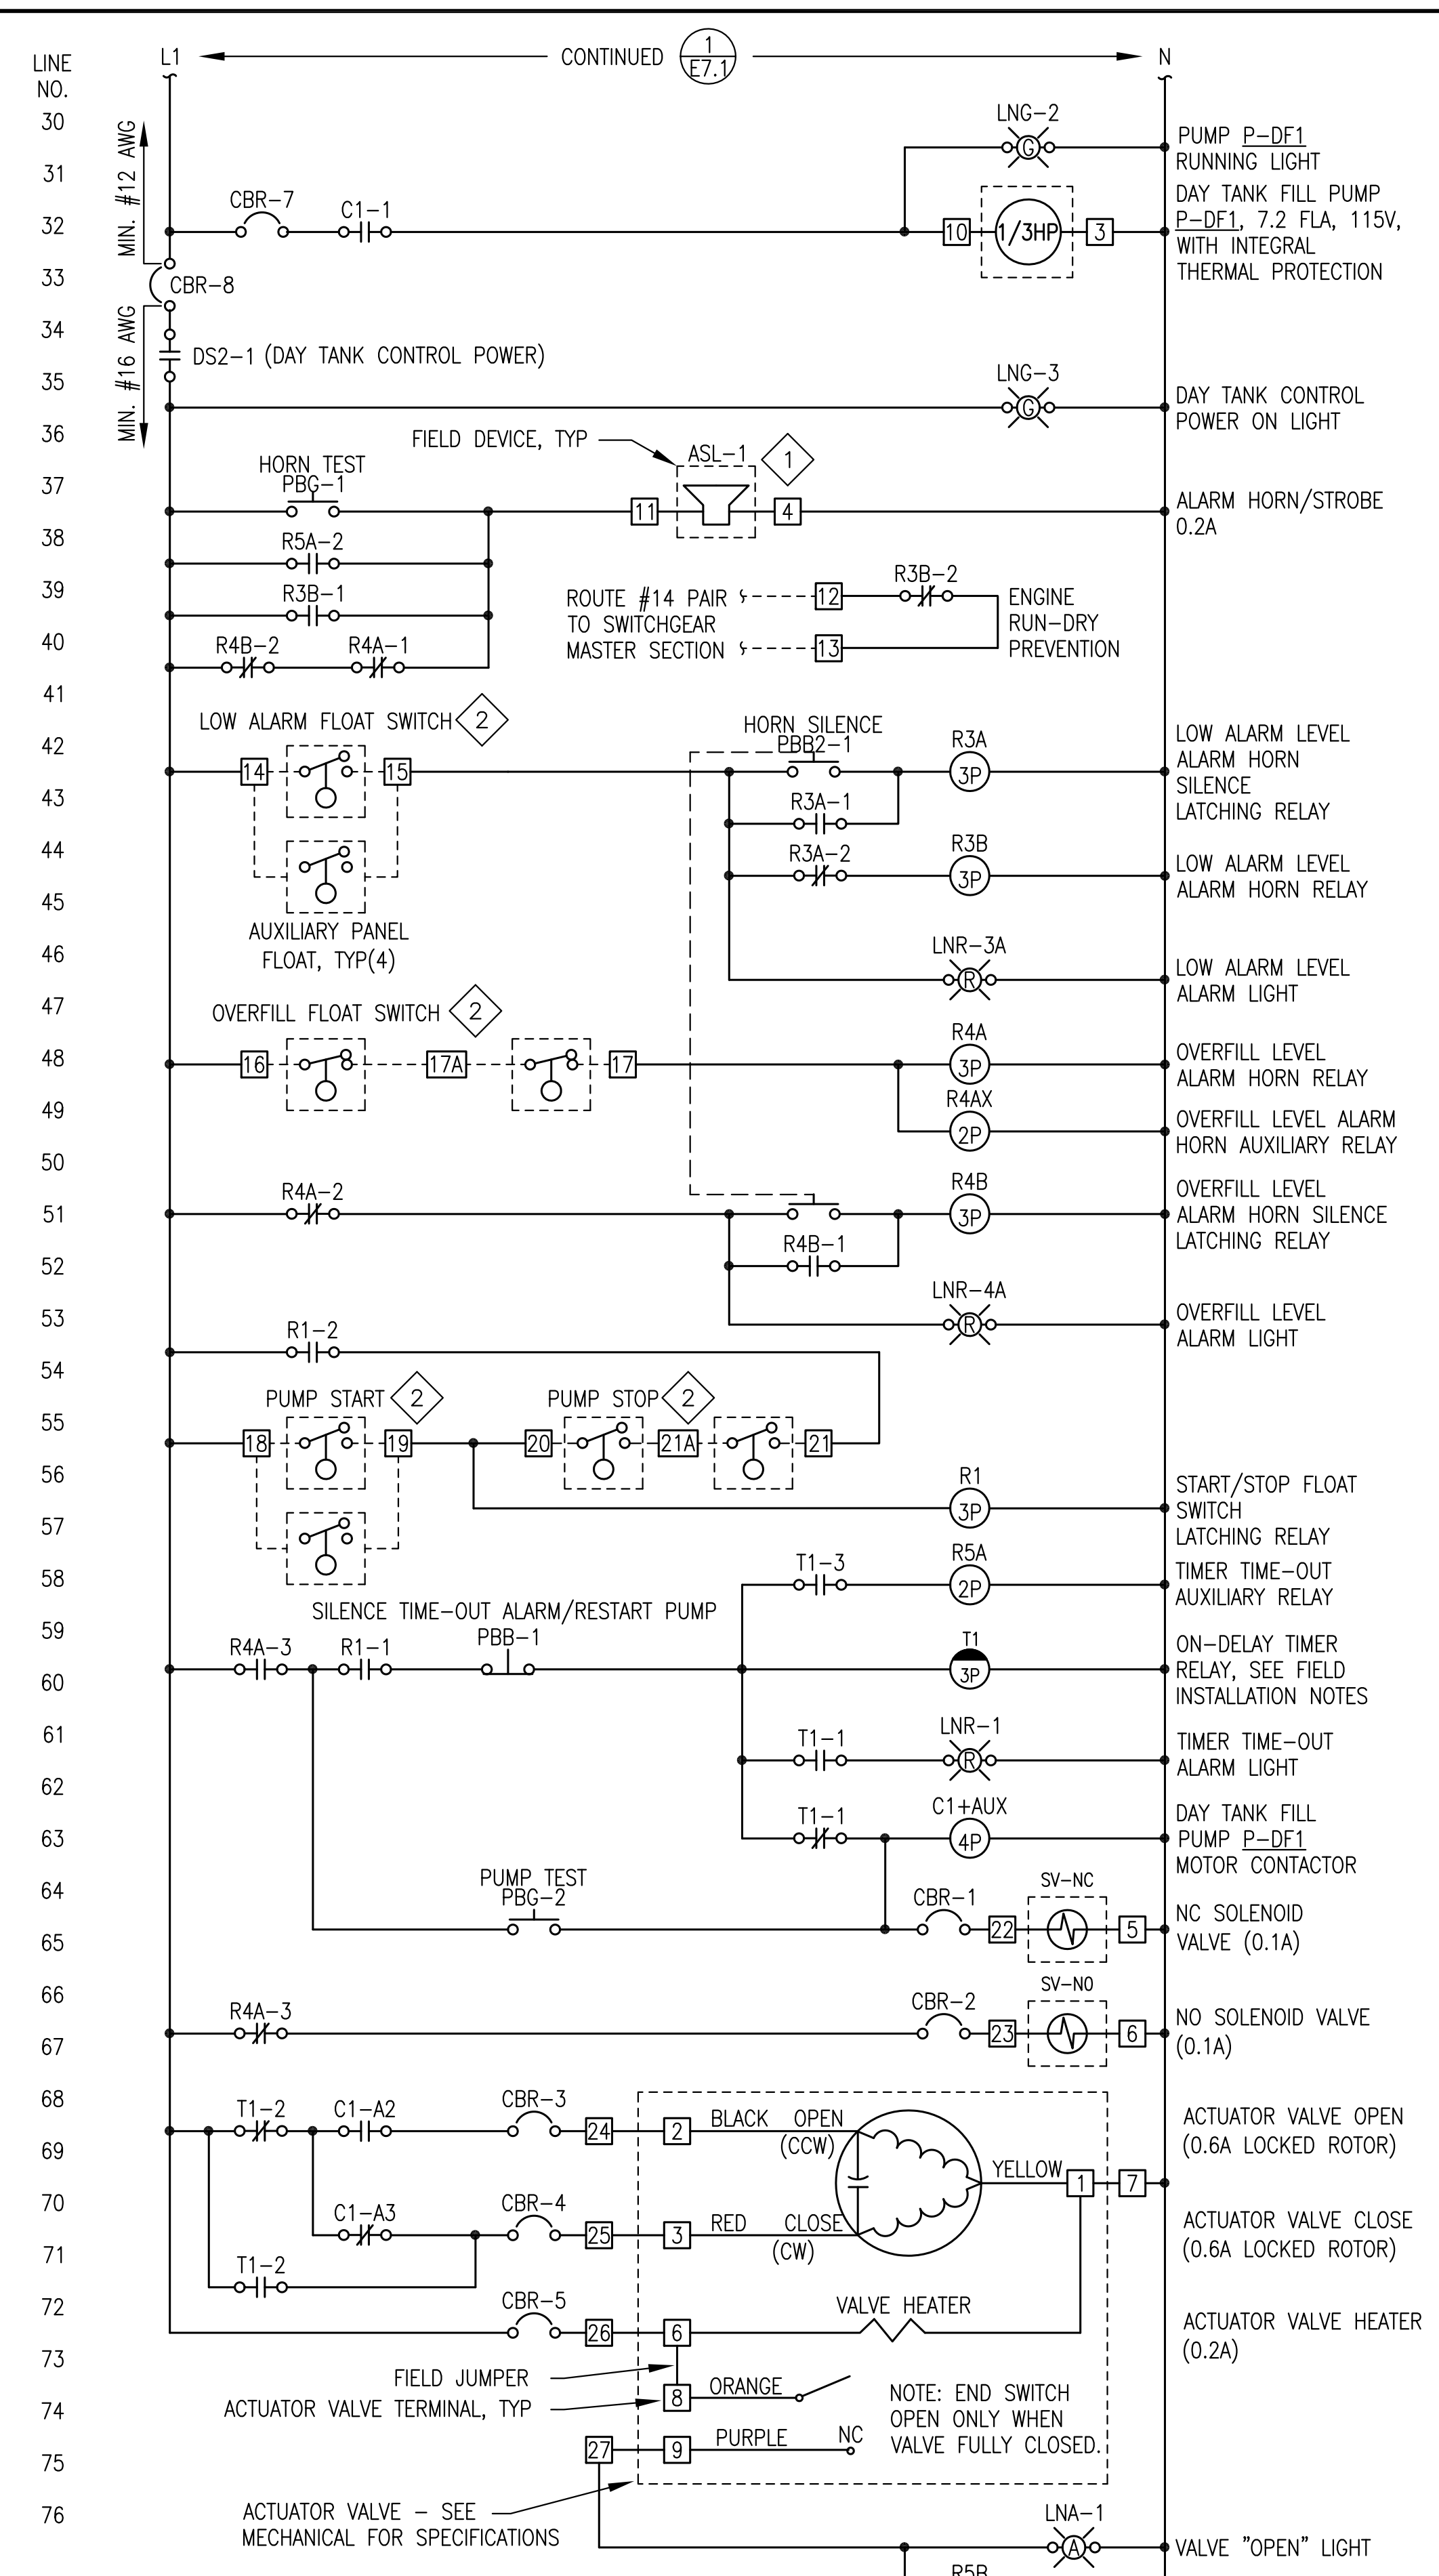 LINE
NO.
L1
CONTINUED
1
E7.1
N
30
LNG-2
MIN. #12 AWG
PUMP P-DF1
RUNNING LIGHT
31
DAY TANK FILL PUMP
P-DF1, 7.2 FLA, 115V,
WITH INTEGRAL
THERMAL PROTECTION
G
CBR-7
C1-1
32
10
1/3HP
3
33
CBR-8
34
MIN. #16 AWG
DS2-1 (DAY TANK CONTROL POWER)
35
LNG-3
G
DAY TANK CONTROL
POWER ON LIGHT
36
FIELD DEVICE, TYP
ASL-1
1
HORN TEST
PBG-1
37
11
4
ALARM HORN/STROBE
0.2A
38
R5A-2
39
R3B-1
ROUTE #14 PAIR
TO SWITCHGEAR
MASTER SECTION
12
R3B-2
13
ENGINE
RUN-DRY
PREVENTION
40
R4B-2
R4A-1
41
LOW ALARM FLOAT SWITCH
2
HORN SILENCE
PBB2-1
42
R3A
3P
14
15
LOW ALARM LEVEL
ALARM HORN
SILENCE
LATCHING RELAY
43
R3A-1
44
R3A-2
R3B
3P
LOW ALARM LEVEL
ALARM HORN RELAY
45
AUXILIARY PANEL
FLOAT, TYP(4)
46
LNR-3A
R
LOW ALARM LEVEL
ALARM LIGHT
47
OVERFILL FLOAT SWITCH
2
48
16
17A
17
R4A
3P
OVERFILL LEVEL
ALARM HORN RELAY
49
R4AX
2P
OVERFILL LEVEL ALARM
HORN AUXILIARY RELAY
50
51
R4A-2
R4B
3P
OVERFILL LEVEL
ALARM HORN SILENCE
LATCHING RELAY
52
R4B-1
53
LNR-4A
R
OVERFILL LEVEL
ALARM LIGHT
R1-2
54
PUMP START
2
PUMP STOP
2
55
18
19
20
21A
21
56
R1
3P
START/STOP FLOAT
SWITCH
LATCHING RELAY
57
58
T1-3
R5A
2P
TIMER TIME-OUT
AUXILIARY RELAY
59
SILENCE TIME-OUT ALARM/RESTART PUMP
PBB-1
R4A-3
R1-1
60
T1
3P
ON-DELAY TIMER
RELAY, SEE FIELD
INSTALLATION NOTES
61
T1-1
LNR-1
R
TIMER TIME-OUT
ALARM LIGHT
62
63
T1-1
C1+AUX
4P
DAY TANK FILL
PUMP P-DF1
MOTOR CONTACTOR
64
PUMP TEST
PBG-2
CBR-1
SV-NC
65
22
5
NC SOLENOID
VALVE (0.1A)
66
R4A-3
CBR-2
SV-NO
67
23
6
NO SOLENOID VALVE
(0.1A)
68
T1-2
C1-A2
CBR-3
24
2
BLACK OPEN
(CCW)
ACTUATOR VALVE OPEN
(0.6A LOCKED ROTOR)
69
YELLOW
1
7
70
C1-A3
CBR-4
25
3
RED CLOSE
(CW)
ACTUATOR VALVE CLOSE
(0.6A LOCKED ROTOR)
71
T1-2
72
CBR-5
26
6
VALVE HEATER
ACTUATOR VALVE HEATER
(0.2A)
73
FIELD JUMPER
74
ACTUATOR VALVE TERMINAL, TYP
8
ORANGE
NOTE: END SWITCH
OPEN ONLY WHEN
VALVE FULLY CLOSED.
75
27
9
PURPLE
NC
76
ACTUATOR VALVE - SEE
MECHANICAL FOR SPECIFICATIONS
LNA-1
A
VALVE "OPEN" LIGHT
R5B